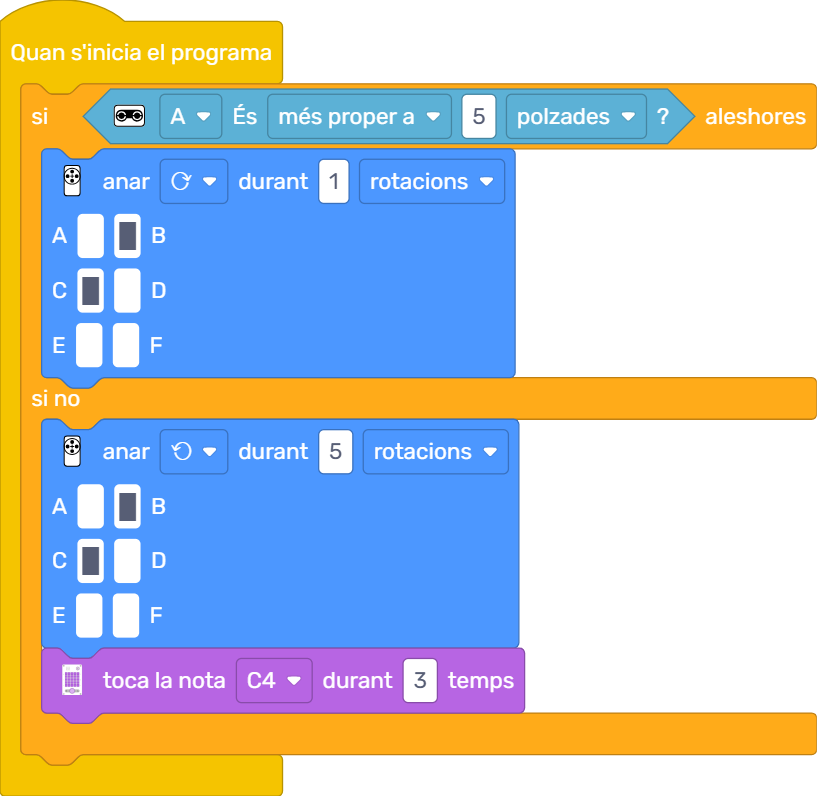 Quan s'inicia el programa
si A És més proper a 5 polzades ? aleshores
anar durant 1 rotacions
A B
C D
E F
si no
anar durant 5 rotacions
A B
C D
E F
toca la nota C4 durant 3 temps